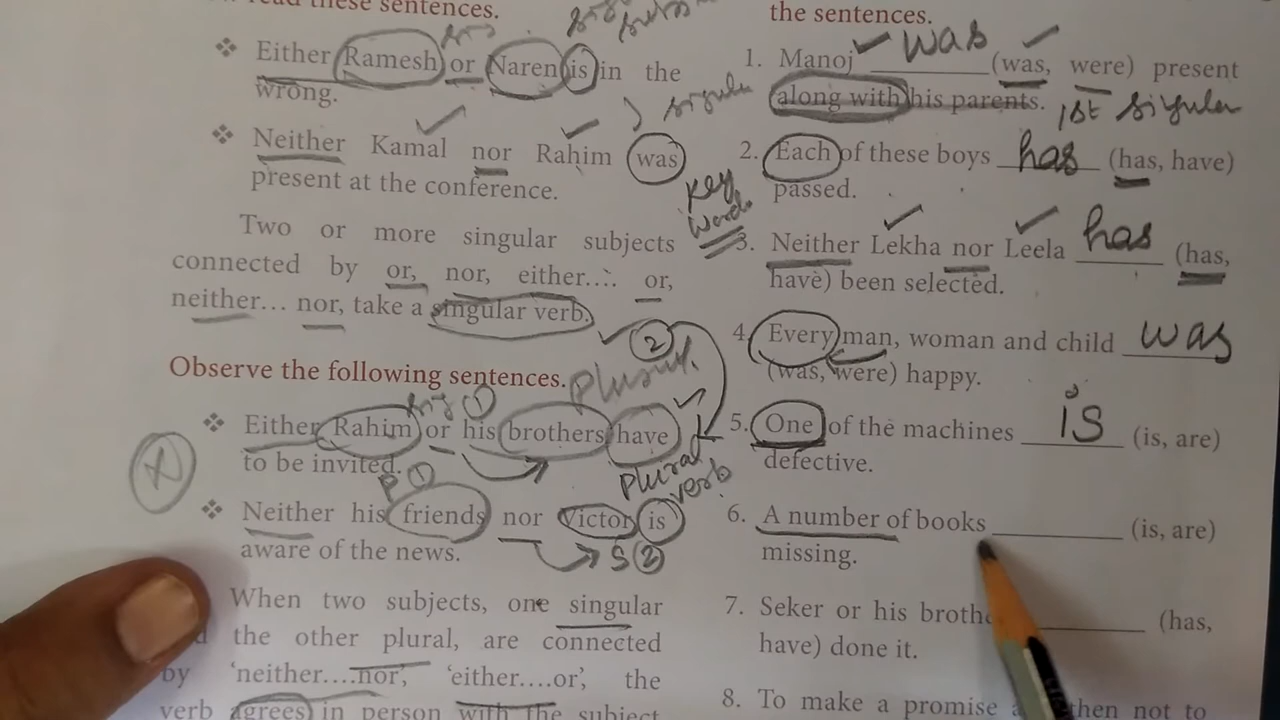 read these sentences.
Either Ramesh or Naren is in the
wrong.
singular
Neither Kamal nor Rahim was
present at the conference.
Two or more singular subjects
connected by or, nor, either... or,
neither... nor, take a singular verb.
2
Observe the following sentences.
1
Either Rahim or his brothers have
to be invited.
plural
verb
P 1
Neither his friends nor Victor is
S 2
aware of the news.
When two subjects, one singular
the other plural, are connected
by 'neither....nor', 'either....or', the
verb agrees in person with the subject
the sentences.
1. Manoj was (was, were) present
along with his parents.
1st singular
2. Each of these boys has (has, have)
passed.
key
words
3. Neither Lekha nor Leela has (has,
have) been selected.
4. Every man, woman and child was
(was, were) happy.
5. One of the machines is (is, are)
defective.
6. A number of books (is, are)
missing.
7. Seker or his (has,
have) done it.
8. To make a promise then not to